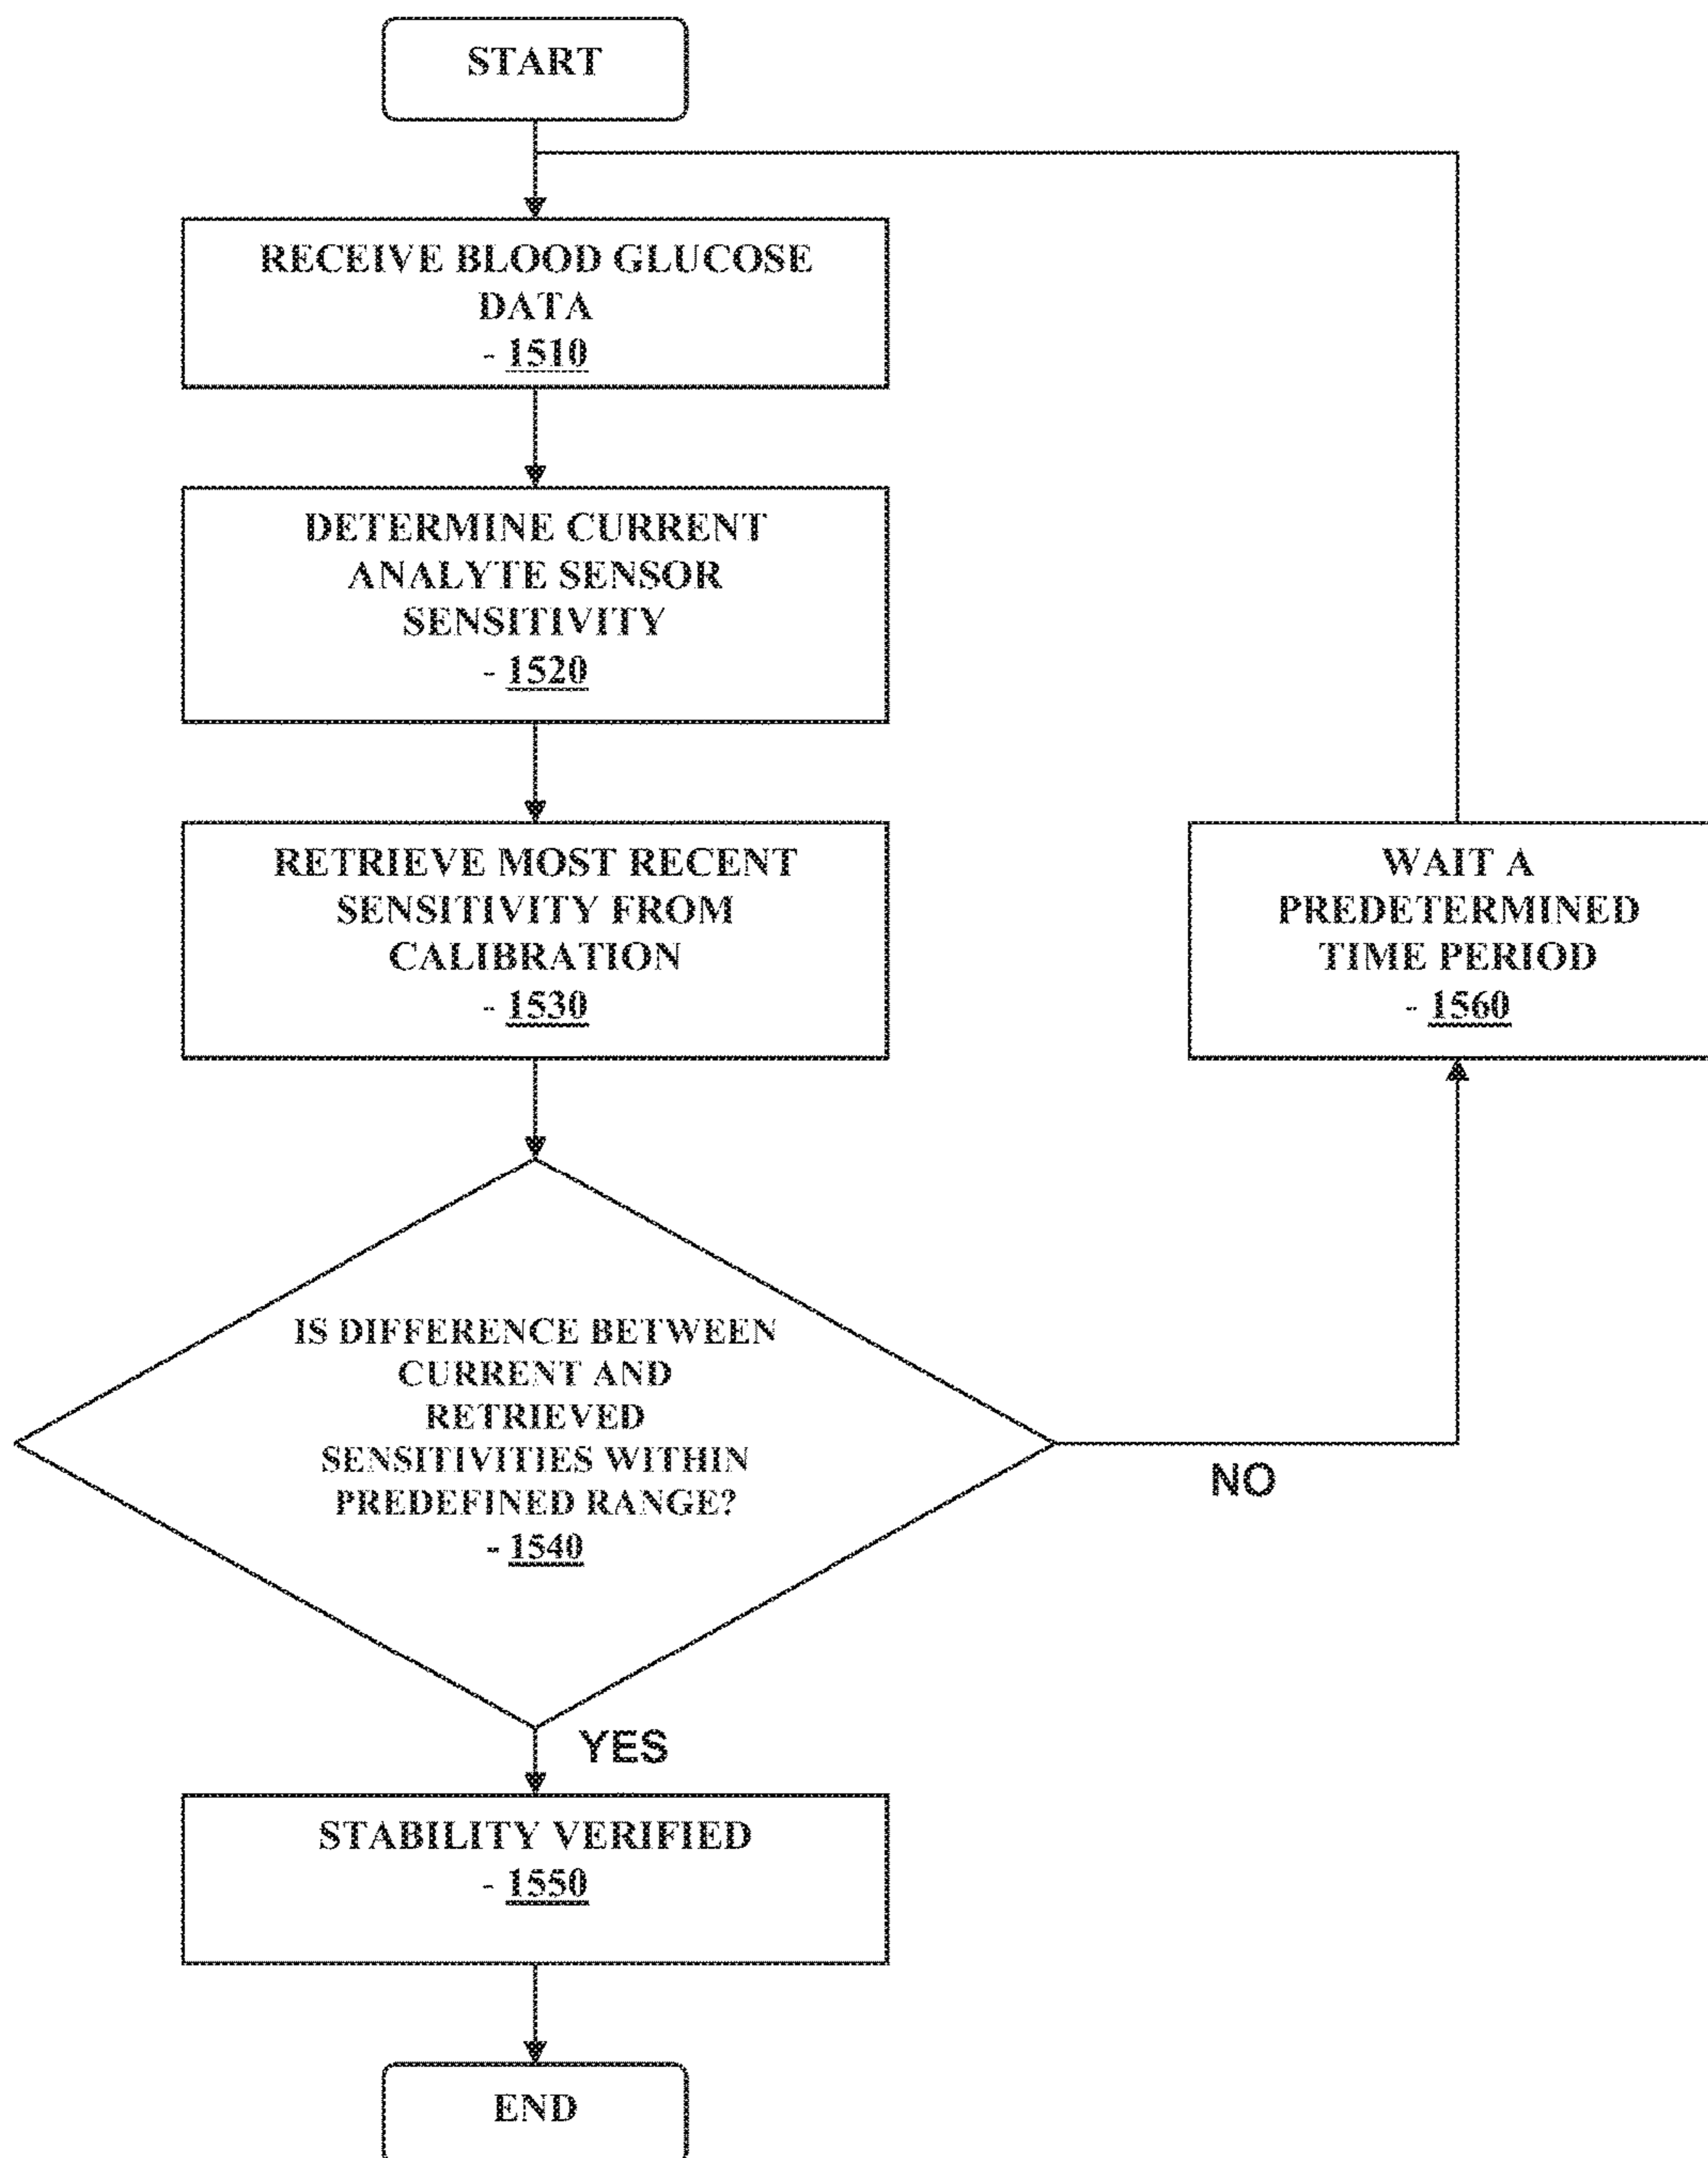 START
RECEIVE BLOOD GLUCOSE
DATA
- 1510
DETERMINE CURRENT
ANALYTE SENSOR
SENSITIVITY
- 1520
RETRIEVE MOST RECENT
SENSITIVITY FROM
CALIBRATION
- 1530
WAIT A
PREDETERMINED
TIME PERIOD
- 1560
IS DIFFERENCE BETWEEN
CURRENT AND
RETRIEVED
SENSITIVITIES WITHIN
PREDEFINED RANGE?
- 1540
NO
YES
STABILITY VERIFIED
- 1550
END